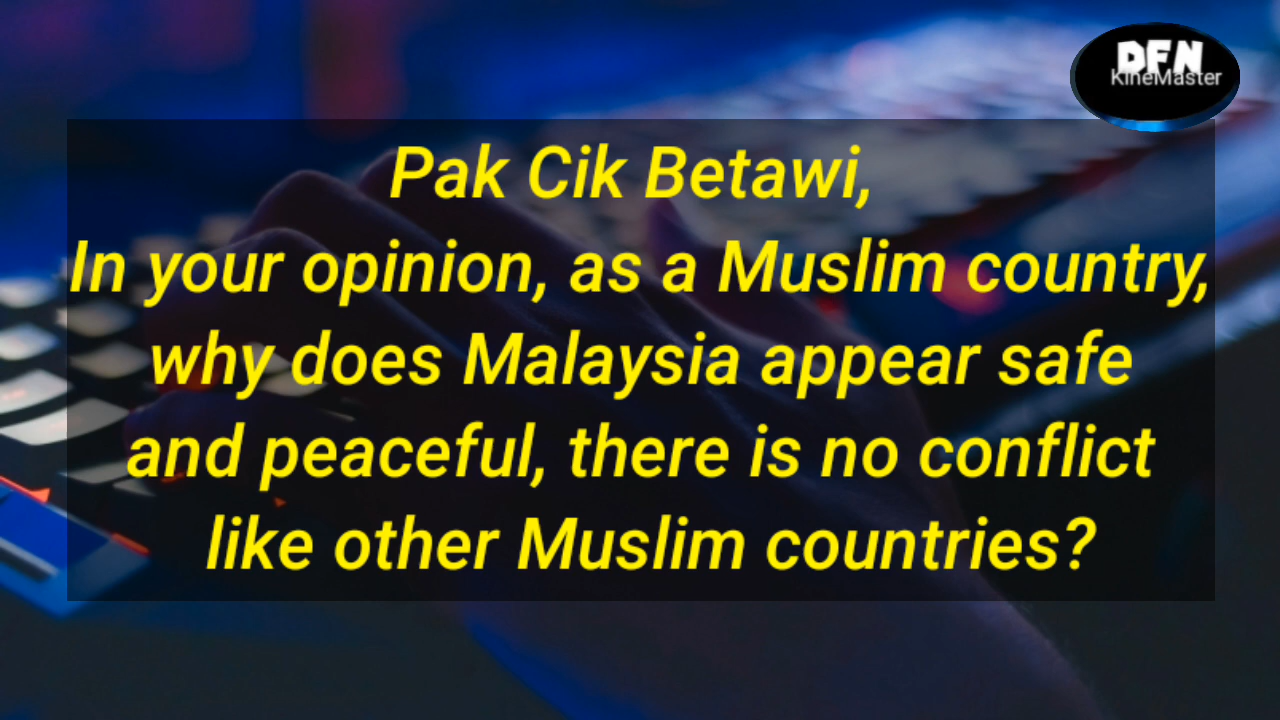 DFN
KineMaster
Pak Cik Betawi,
In your opinion, as a Muslim country,
why does Malaysia appear safe
and peaceful, there is no conflict
like other Muslim countries?